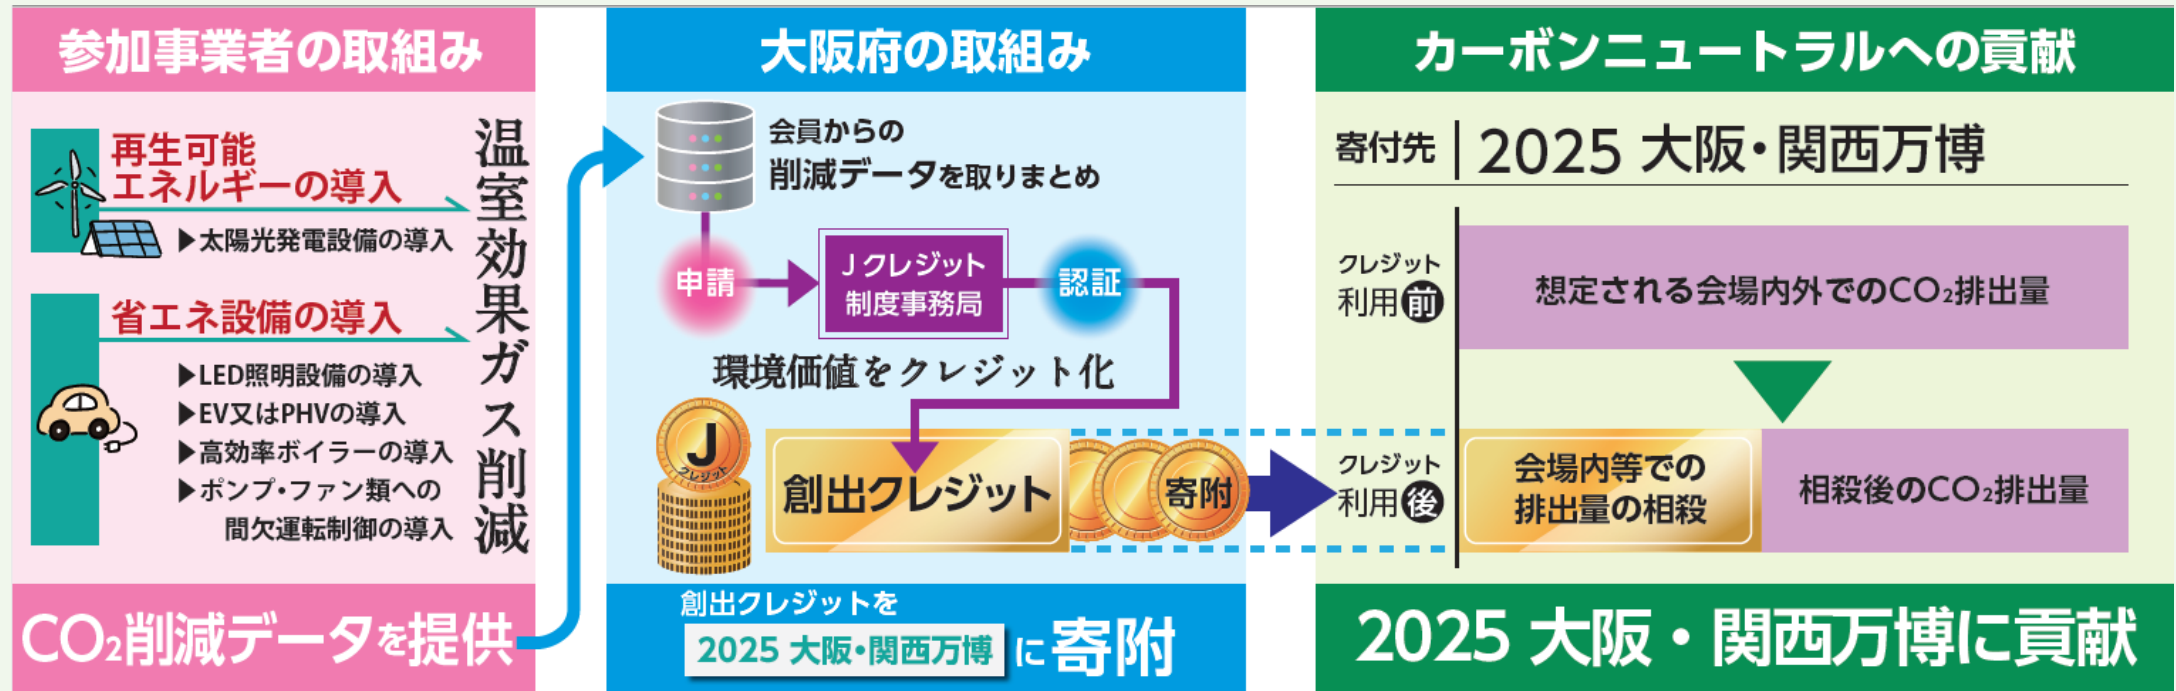 参加事業者の取組み
再生可能
エネルギーの導入
▶太陽光発電設備の導入
省エネ設備の導入
▶LED照明設備の導入
▶EV又はPHVの導入
▶高効率ボイラーの導入
▶ポンプ・ファン類への
間欠運転制御の導入
温室効果ガス削減
CO₂削減データを提供
大阪府の取組み
会員からの
削減データを取りまとめ
申請
Jクレジット
制度事務局
認証
環境価値をクレジット化
J
クレジット
創出クレジット
寄附
創出クレジットを
2025 大阪・関西万博に寄附
カーボンニュートラルへの貢献
寄付先
2025 大阪・関西万博
クレジット
利用前
想定される会場内外でのCO₂排出量
クレジット
利用後
会場内等での
排出量の相殺
相殺後のCO₂排出量
2025 大阪・関西万博に貢献